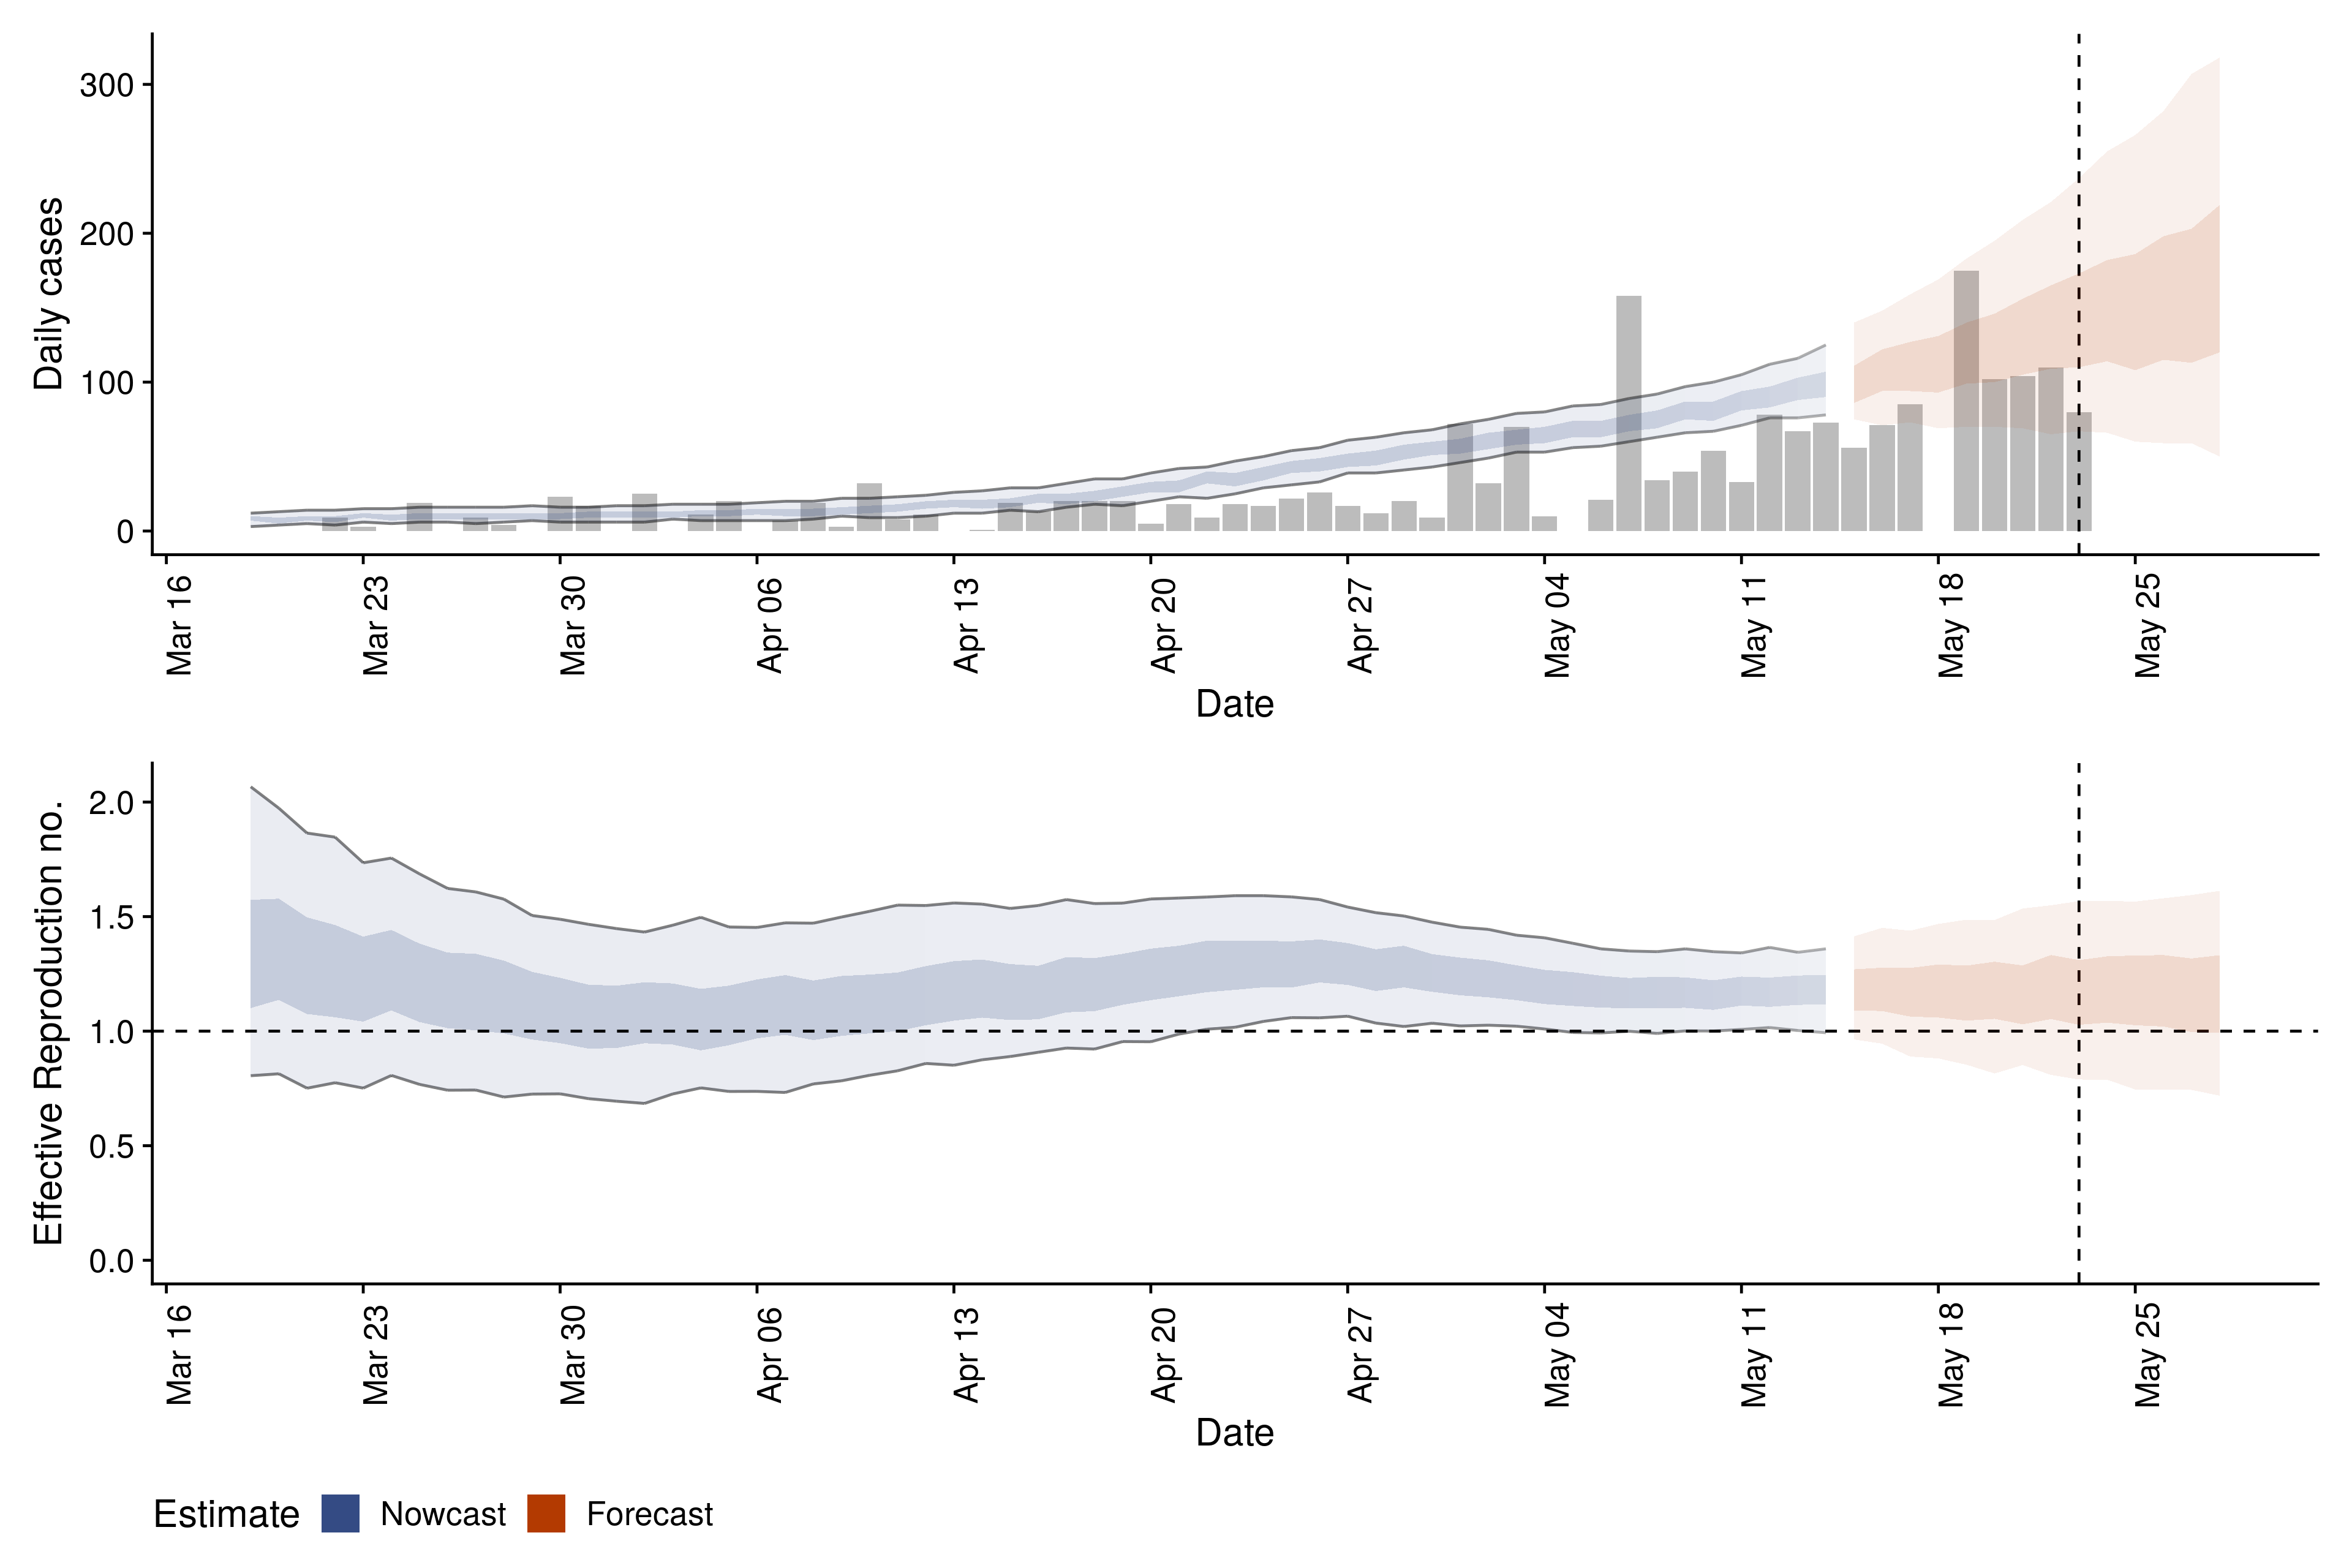 Daily cases
300
200
100
0
Mar 16
Mar 23
Mar 30
Apr 06
Apr 13
Apr 20
Apr 27
May 04
May 11
May 18
May 25
Date
Effective Reproduction no.
2.0
1.5
1.0
0.5
0.0
Mar 16
Mar 23
Mar 30
Apr 06
Apr 13
Apr 20
Apr 27
May 04
May 11
May 18
May 25
Date
Estimate Nowcast Forecast